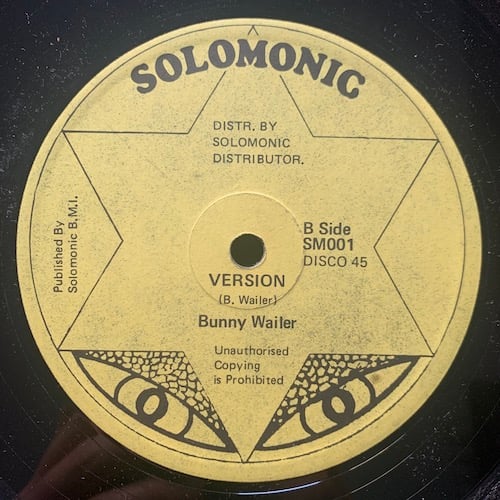 SOLOMONIC
DISTR. BY
SOLOMONIC
DISTRIBUTOR.
Published By
Solomonic B.M.I.
B Side
SM001
DISCO 45
VERSION
(B. Wailer)
Bunny Wailer
Unauthorised
Copying
is Prohibited